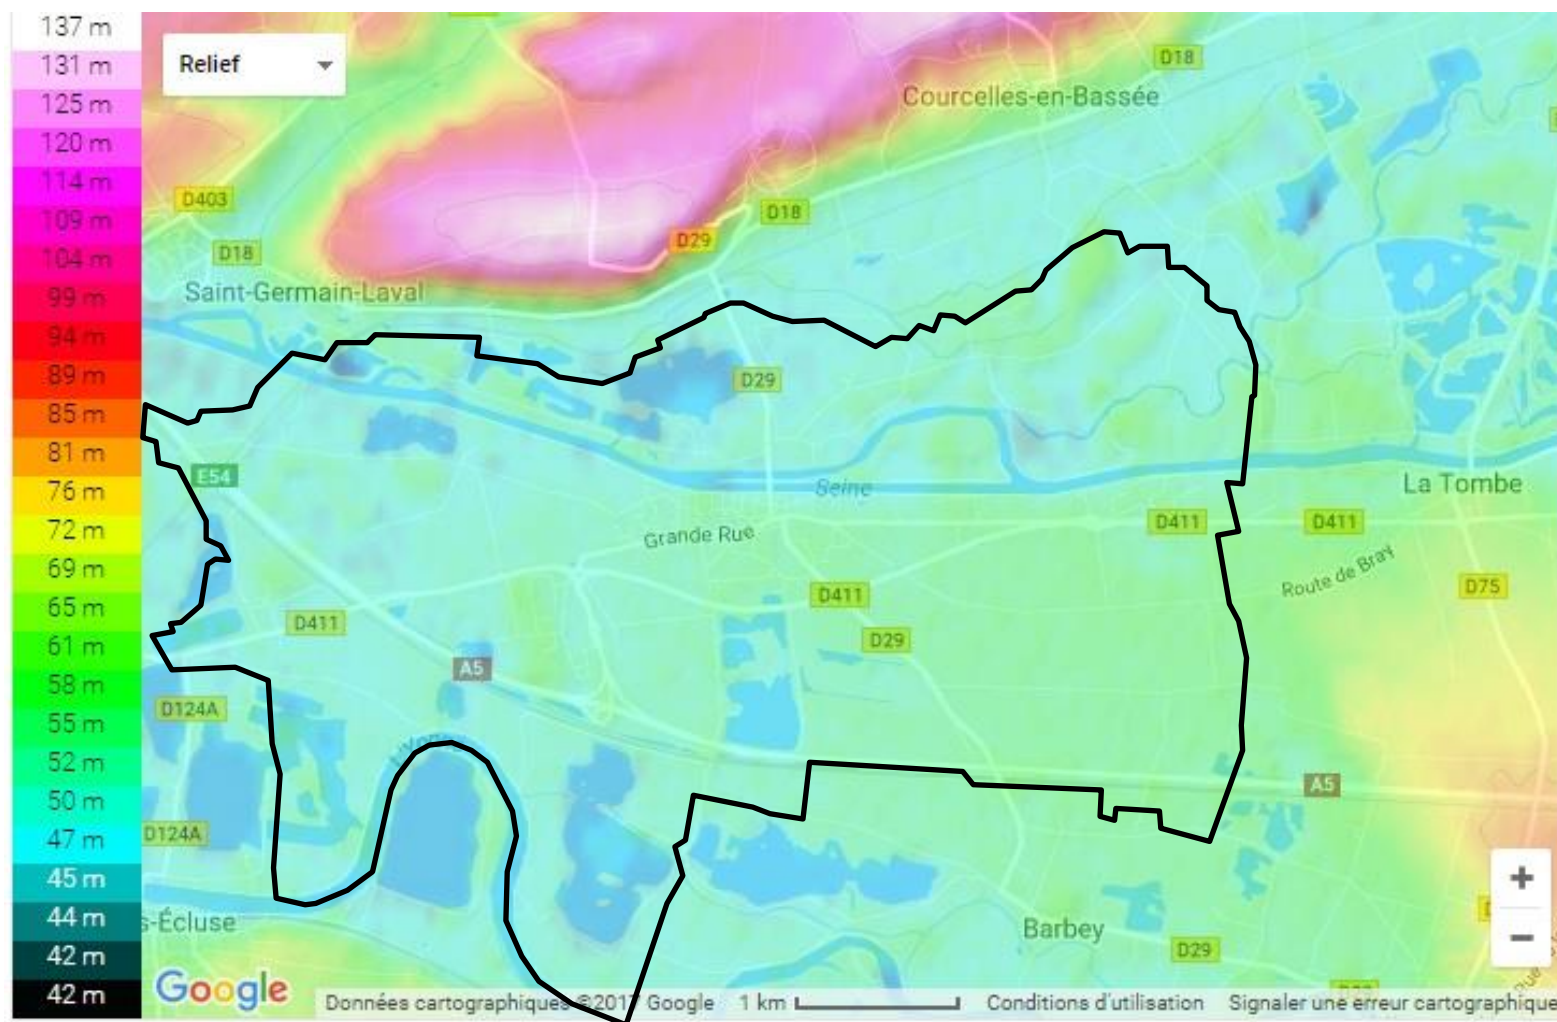 137 m
131 m
125 m
120 m
114 m
109 m
104 m
99 m
94 m
89 m
85 m
81 m
76 m
72 m
69 m
65 m
61 m
58 m
55 m
52 m
50 m
47 m
45 m
44 m
42 m
42 m
Relief
D18
Courcelles-en-Bassée
D403
D18
D29
D18
Saint-Germain-Laval
D29
E54
Seine
La Tombe
Grande Rue
D411
D411
Route de Bray
D75
D411
D411
D29
A5
D124A
A5
D124A
+
s-Écluse
Barbey
D29
−
Google
Données cartographiques ©2017 Google
1 km
Conditions d'utilisation
Signaler une erreur cartographique